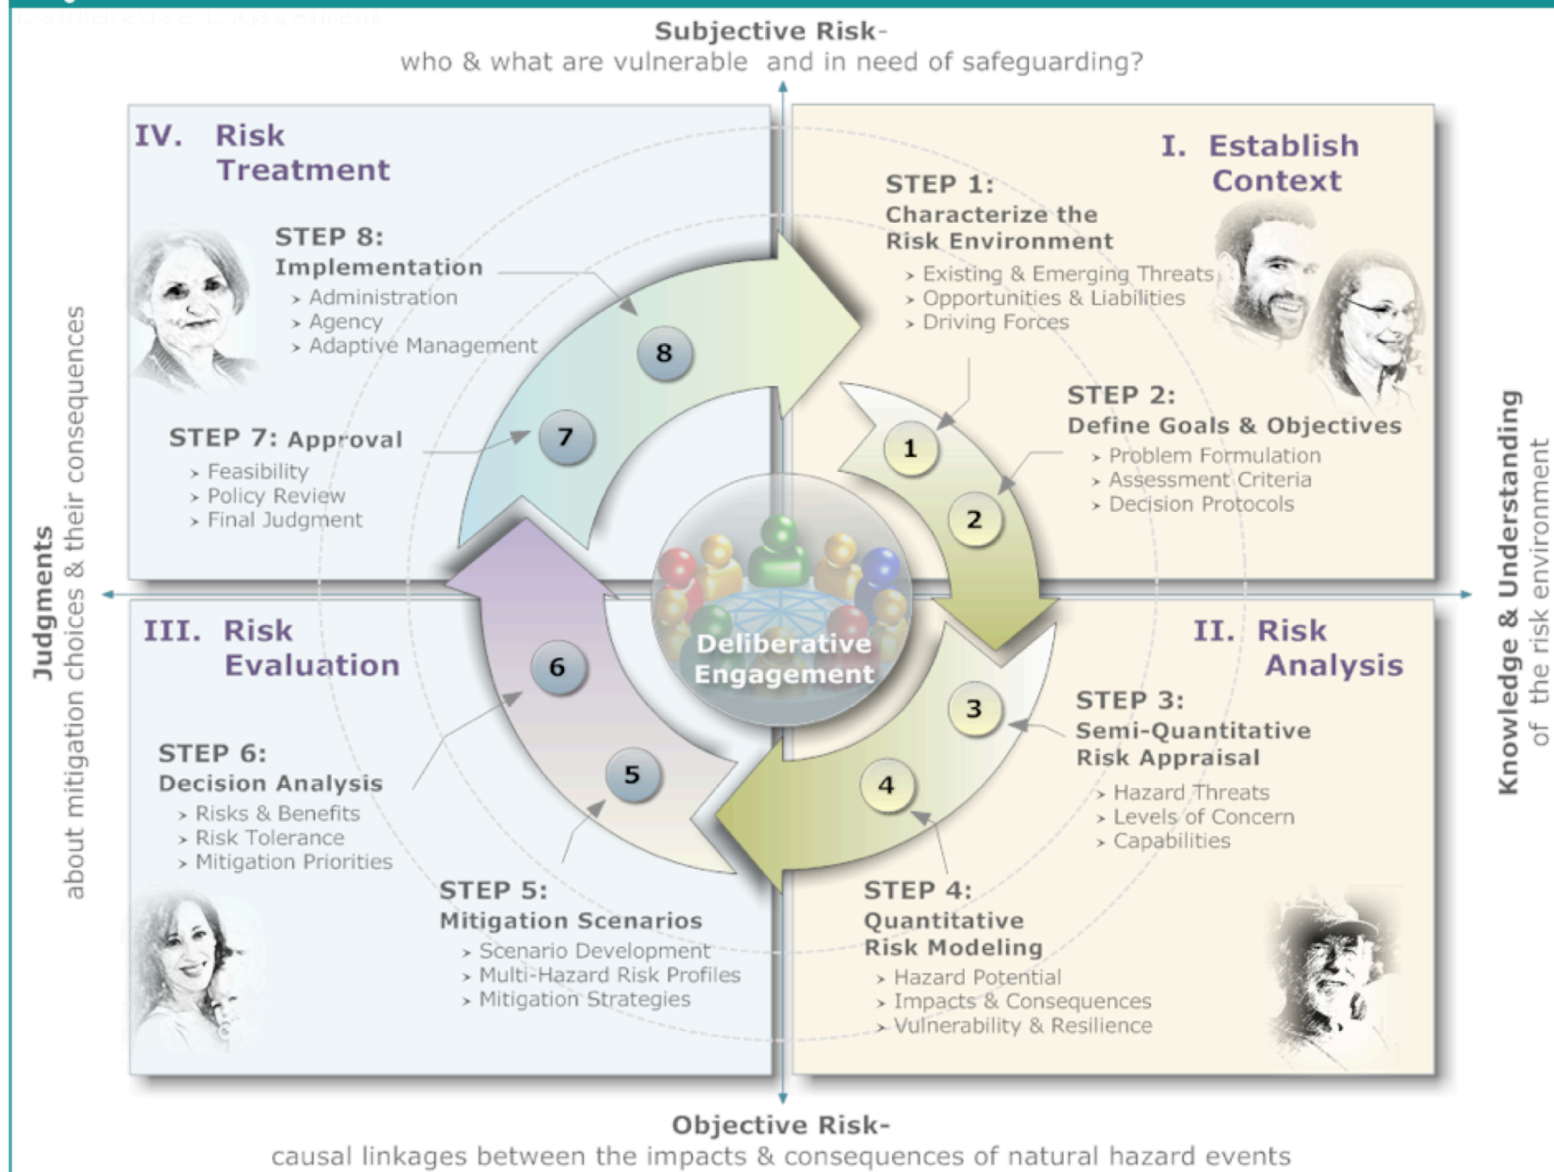 Subjective Risk-
who & what are vulnerable and in need of safeguarding?
IV. Risk
Treatment
STEP 8:
Implementation
Administration
Agency
Adaptive Management
8
STEP 7: Approval
Feasibility
Policy Review
Final Judgment
7
I. Establish
Context
STEP 1:
Characterize the
Risk Environment
Existing & Emerging Threats
Opportunities & Liabilities
Driving Forces
1
STEP 2:
Define Goals & Objectives
Problem Formulation
Assessment Criteria
Decision Protocols
2
Judgments
about mitigation choices & their consequences
Knowledge & Understanding
of the risk environment
Deliberative
Engagement
III. Risk
Evaluation
6
STEP 6:
Decision Analysis
Risks & Benefits
Risk Tolerance
Mitigation Priorities
5
STEP 5:
Mitigation Scenarios
Scenario Development
Multi-Hazard Risk Profiles
Mitigation Strategies
II. Risk
Analysis
3
STEP 3:
Semi-Quantitative
Risk Appraisal
Hazard Threats
Levels of Concern
Capabilities
4
STEP 4:
Quantitative
Risk Modeling
Hazard Potential
Impacts & Consequences
Vulnerability & Resilience
Objective Risk-
causal linkages between the impacts & consequences of natural hazard events